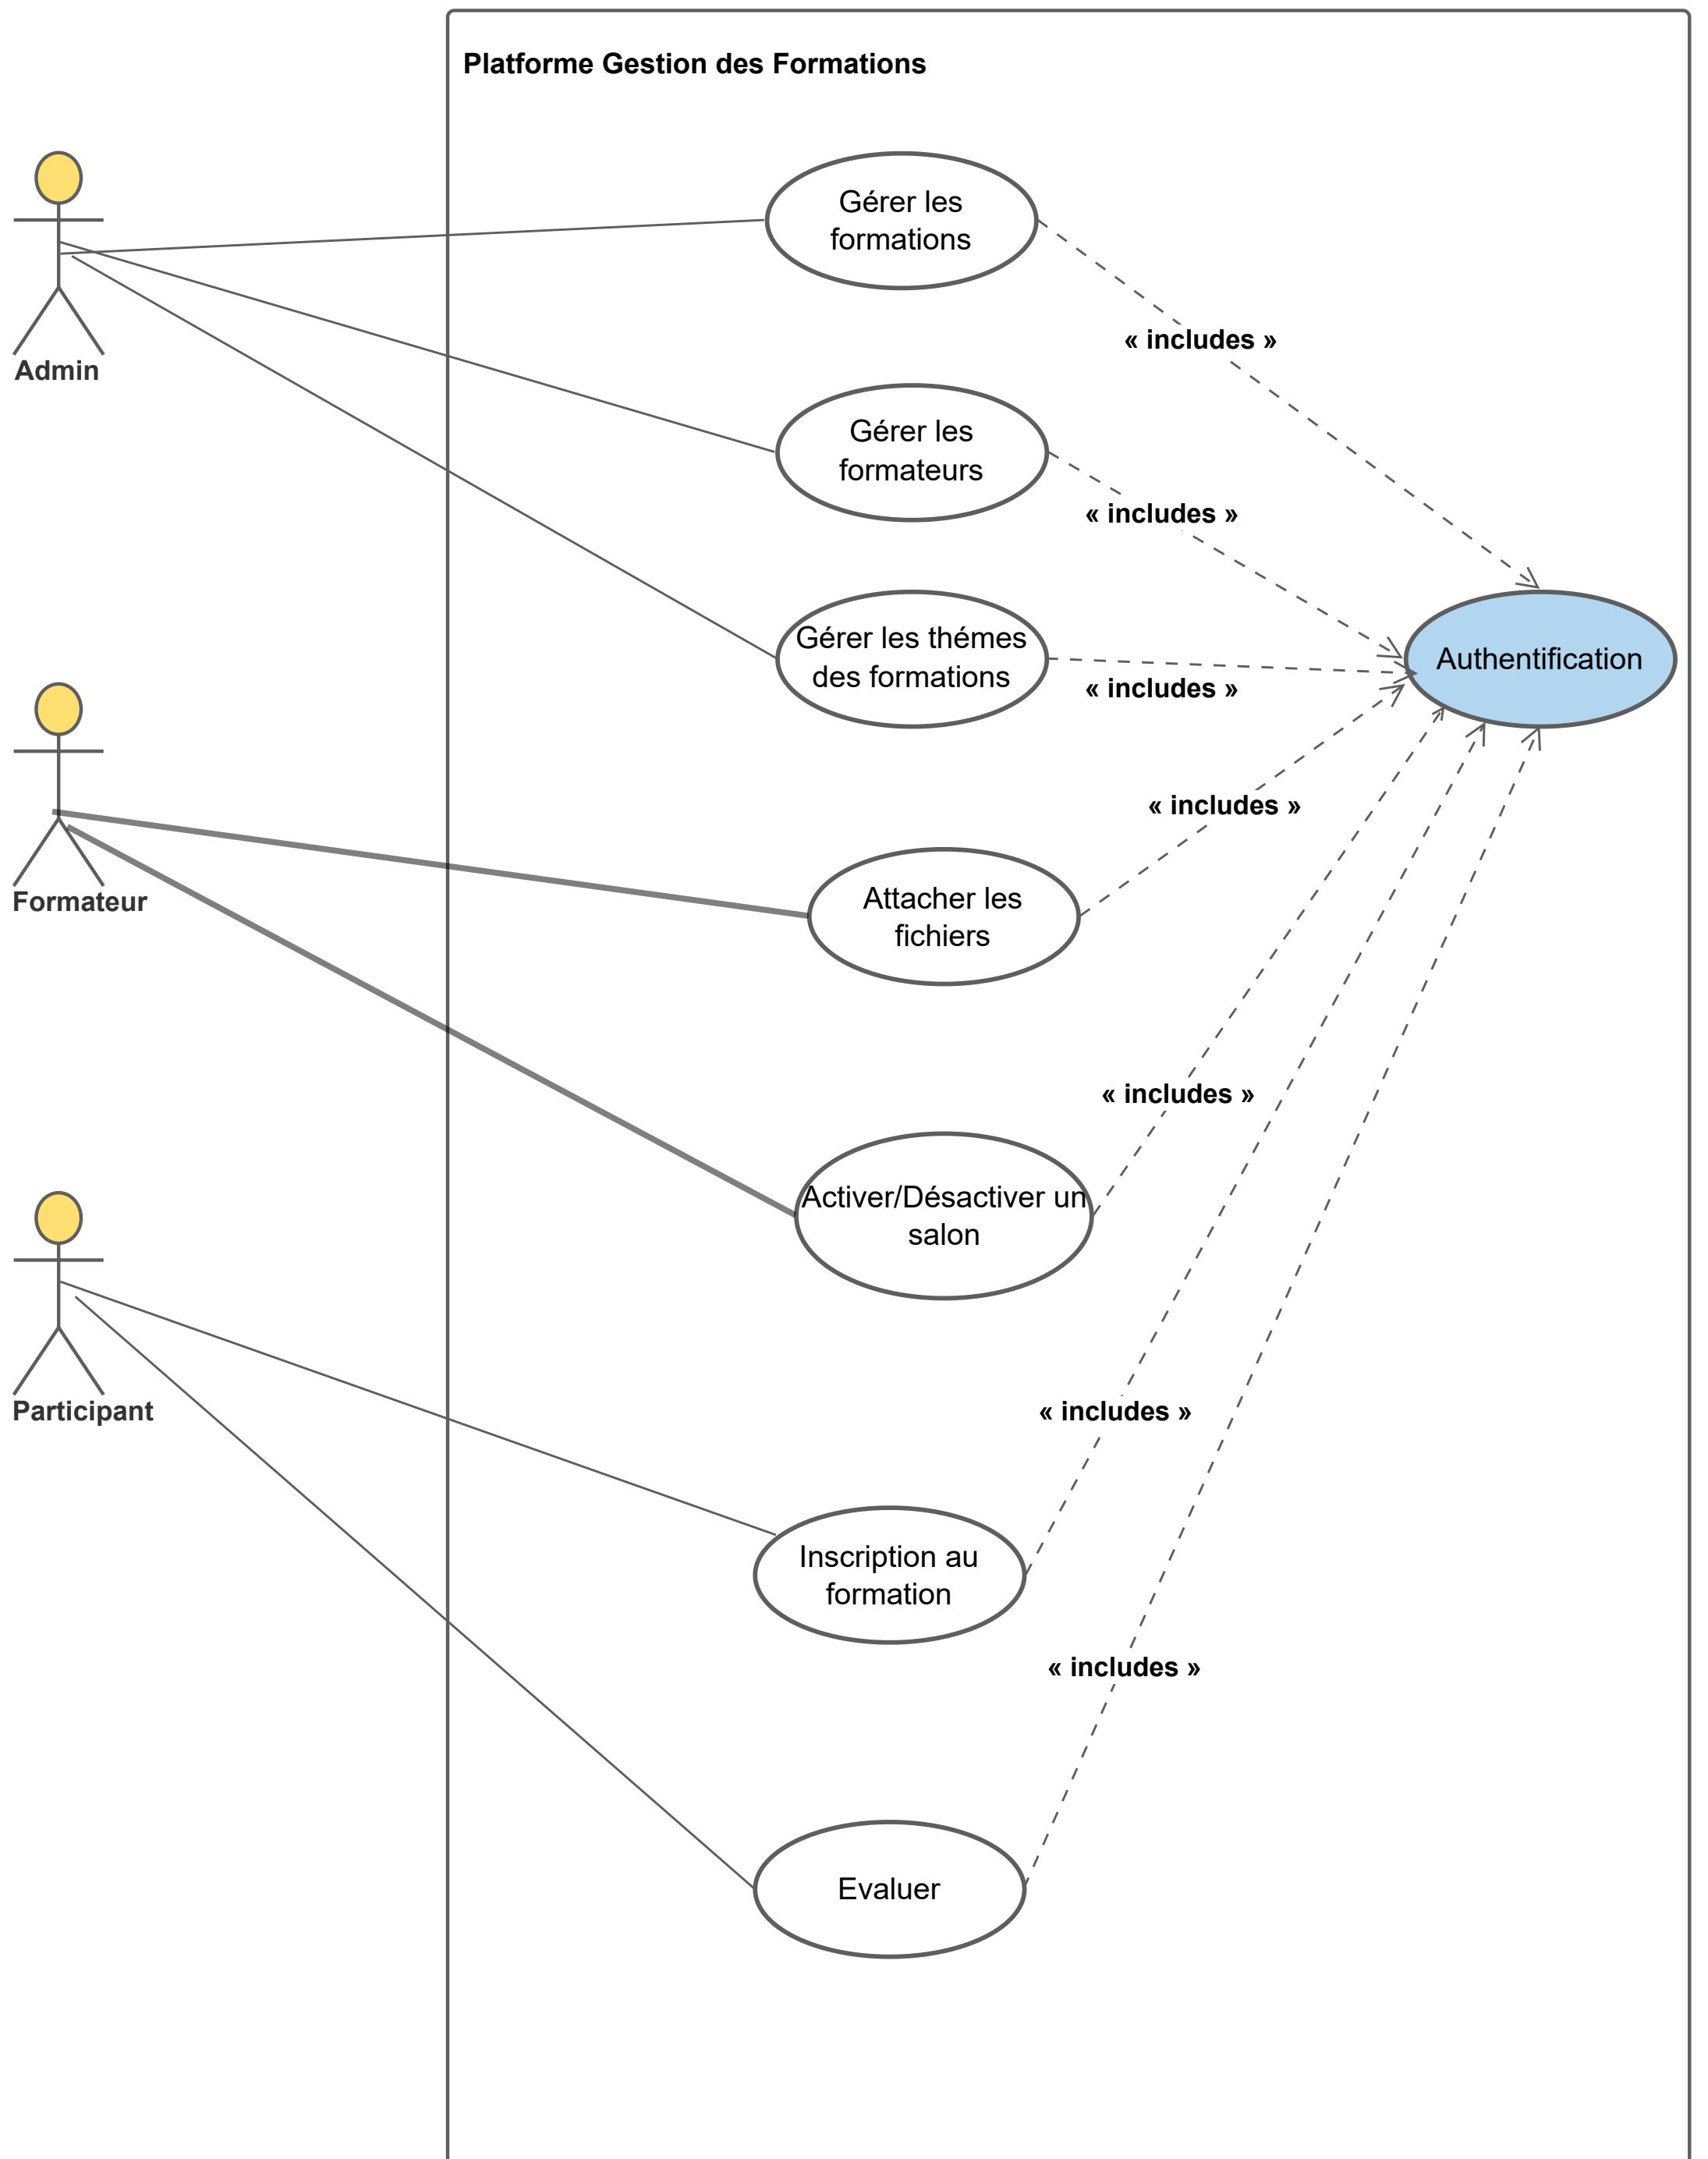 Platforme Gestion des Formations
Gérer les
formations
« includes »
Admin
Gérer les
formateurs
« includes »
Gérer les thémes
des formations
« includes »
Authentification
« includes »
Formateur
Attacher les
fichiers
« includes »
Activer/Désactiver un
salon
Participant
« includes »
Inscription au
formation
« includes »
Evaluer